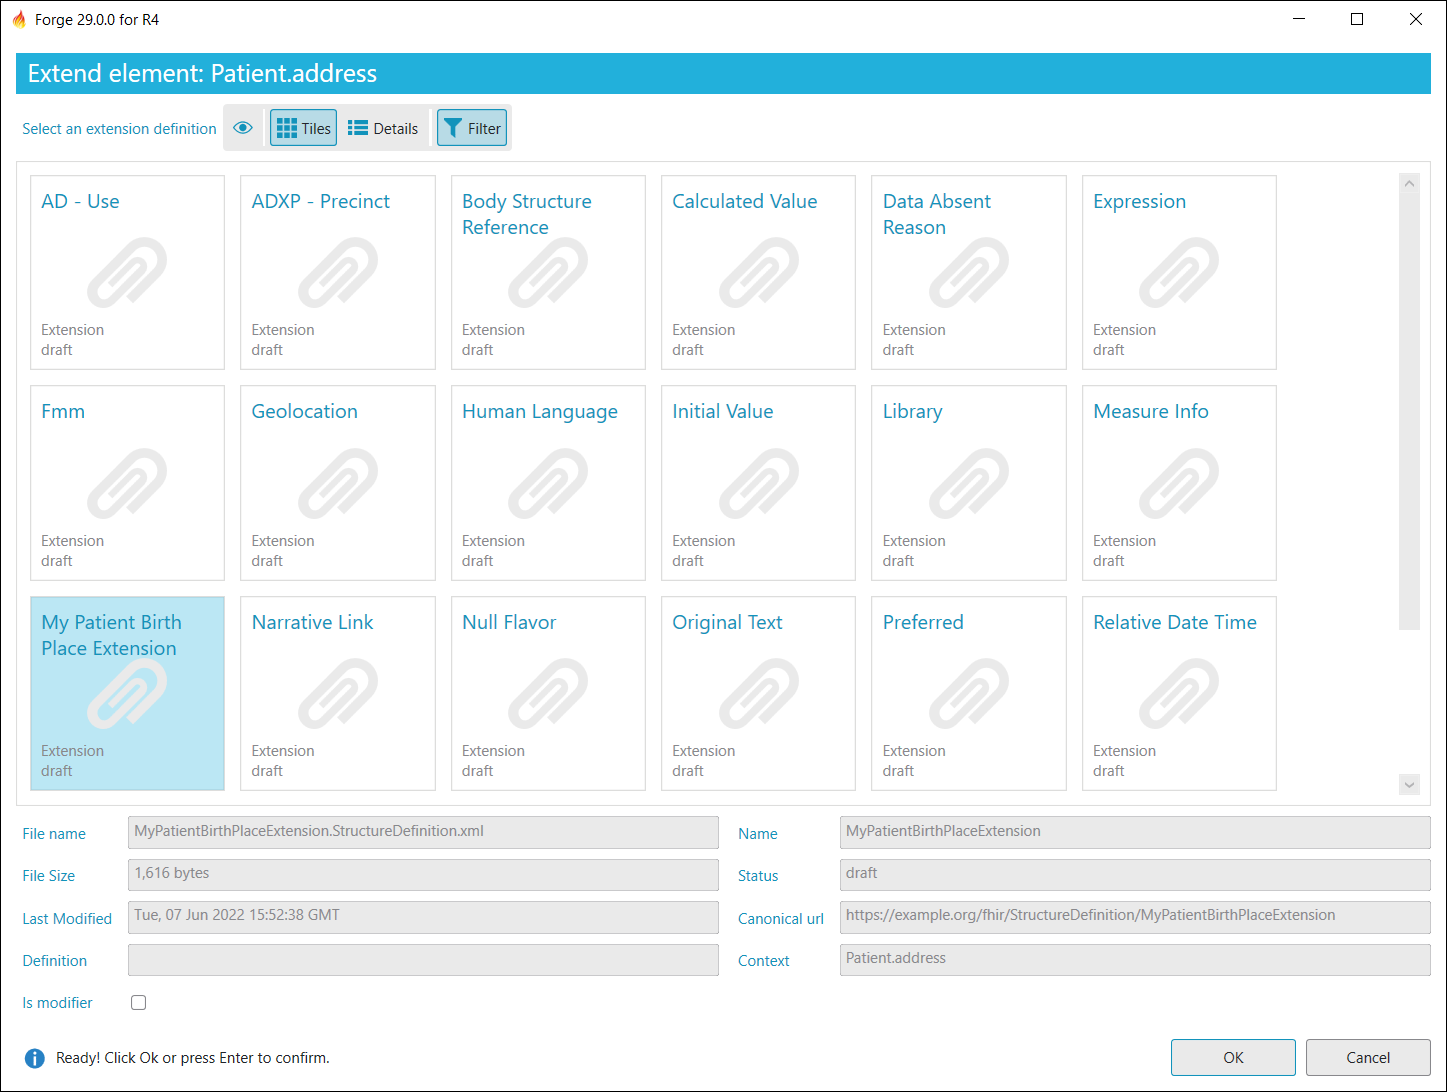 Forge 29.0.0 for R4
Extend element: Patient.address
Select an extension definition
Tiles
Details
Filter
AD - Use
Extension
draft
ADXP - Precinct
Extension
draft
Body Structure
Reference
Extension
draft
Calculated Value
Extension
draft
Data Absent
Reason
Extension
draft
Expression
Extension
draft
Fmm
Extension
draft
Geolocation
Extension
draft
Human Language
Extension
draft
Initial Value
Extension
draft
Library
Extension
draft
Measure Info
Extension
draft
My Patient Birth
Place Extension
Extension
draft
Narrative Link
Extension
draft
Null Flavor
Extension
draft
Original Text
Extension
draft
Preferred
Extension
draft
Relative Date Time
Extension
draft
File name
MyPatientBirthPlaceExtension.StructureDefinition.xml
Name
MyPatientBirthPlaceExtension
File Size
1,616 bytes
Status
draft
Last Modified
Tue, 07 Jun 2022 15:52:38 GMT
Canonical url
https://example.org/fhir/StructureDefinition/MyPatientBirthPlaceExtension
Definition
Context
Patient.address
Is modifier
Ready! Click Ok or press Enter to confirm.
OK
Cancel